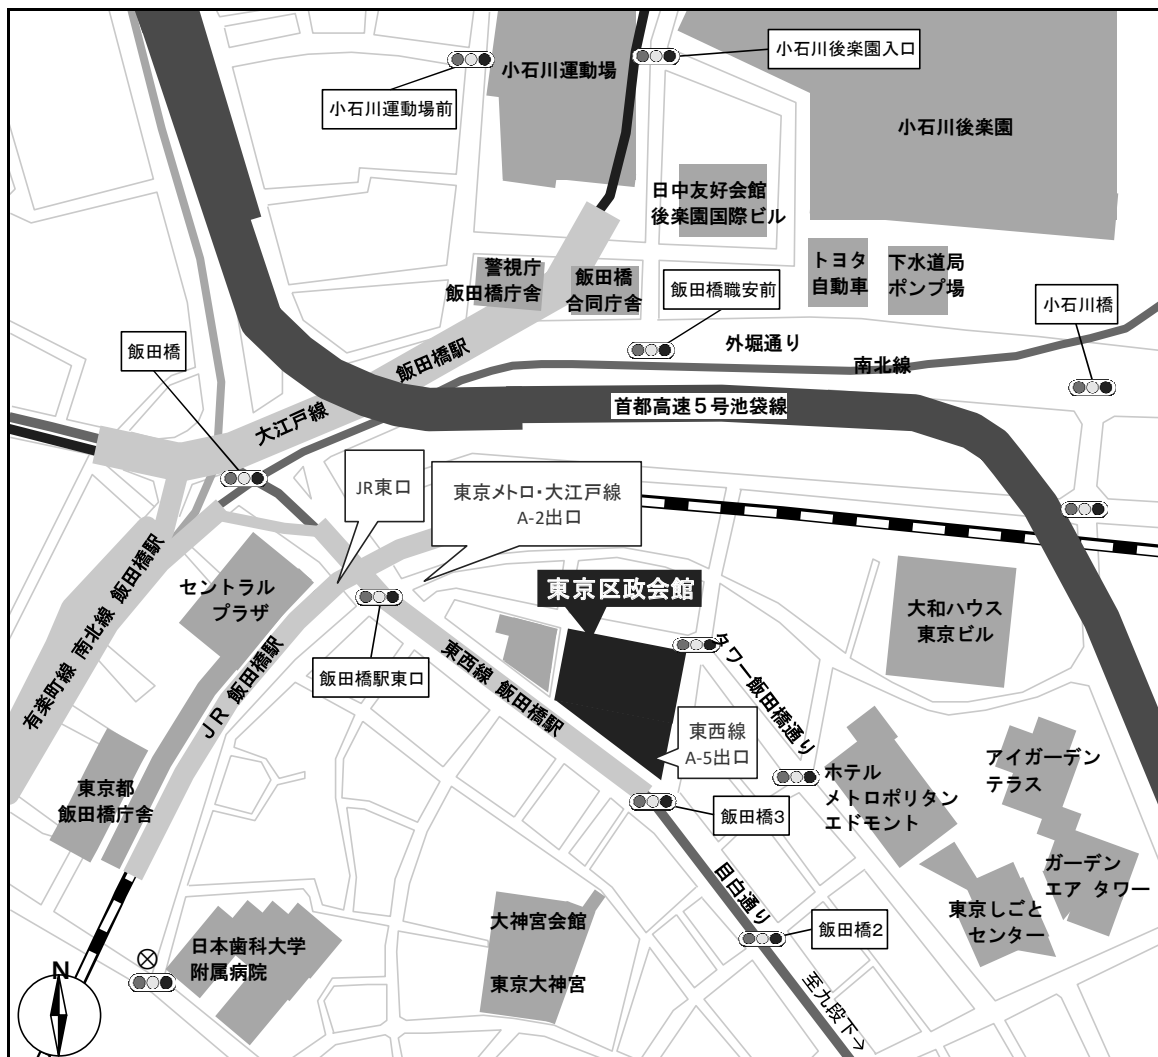 小石川後楽園入口
小石川運動場
小石川運動場前
小石川後楽園
日中友好会館
後楽園国際ビル
警視庁
飯田橋庁舎
飯田橋
合同庁舎
トヨタ
自動車
下水道局
ポンプ場
飯田橋職安前
小石川橋
外堀通り
飯田橋
飯田橋駅
南北線
首都高速5号池袋線
大江戸線
JR東口
東京メトロ・大江戸線
A-2出口
有楽町線 南北線 飯田橋駅
セントラル
プラザ
東京区政会館
大和ハウス
東京ビル
JR 飯田橋駅
飯田橋駅東口
東西線 飯田橋駅
タワー飯田橋通り
東西線
A-5出口
東京都
飯田橋庁舎
ホテル
メトロポリタン
エドモント
アイガーデン
テラス
飯田橋3
ガーデン
エア タワー
目白通り
東京しごと
センター
飯田橋2
大神宮会館
東京大神宮
日本歯科大学
附属病院
至九段下→
N